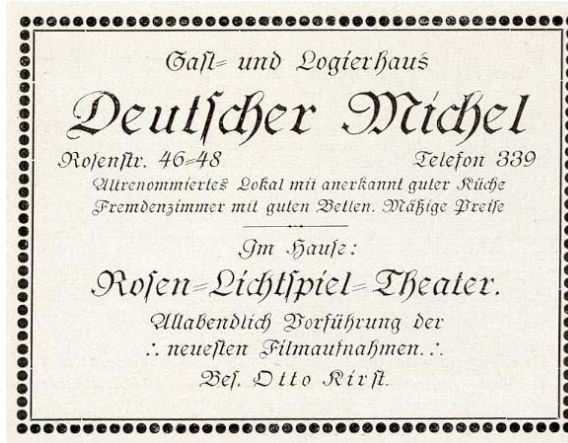 Gast- und Logierhaus
Deutscher Michel
Rosenstr. 46-48 Telefon 339
Altrenommiertes Lokal mit anerkannt guter Küche
Fremdenzimmer mit guten Betten. Mäßige Preise
Im Hause:
Rosen-Lichtspiel-Theater.
Allabendlich Vorführung der
∴ neuesten Filmaufnahmen. ∴
Bes. Otto Kirst.